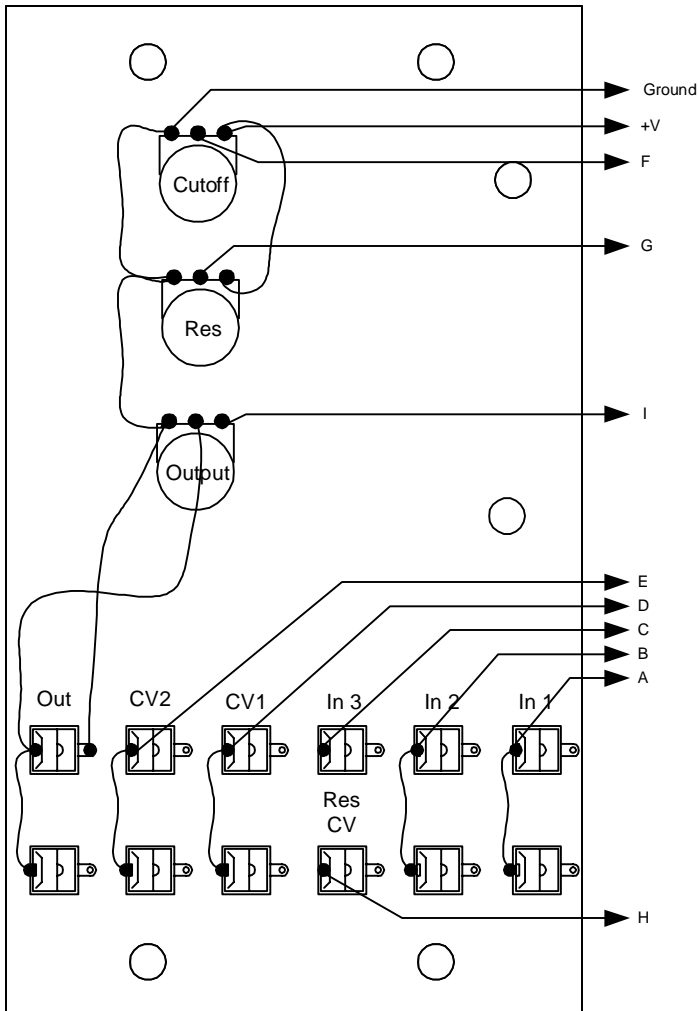 Ground
+V
F
Cutoff
G
Res
I
Output
E
D
C
B
A
Out
CV2
CV1
In 3
In 2
In 1
Res
CV
H